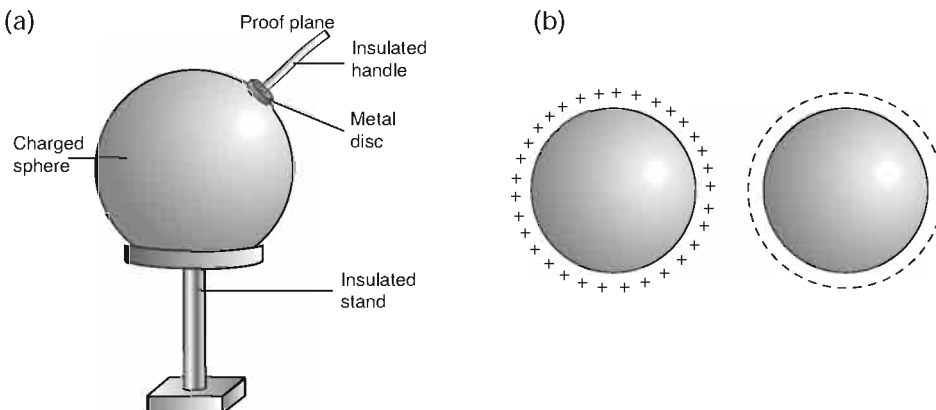 (a)
Proof plane
Insulated
handle
Metal
disc
Charged
sphere
Insulated
stand
(b)